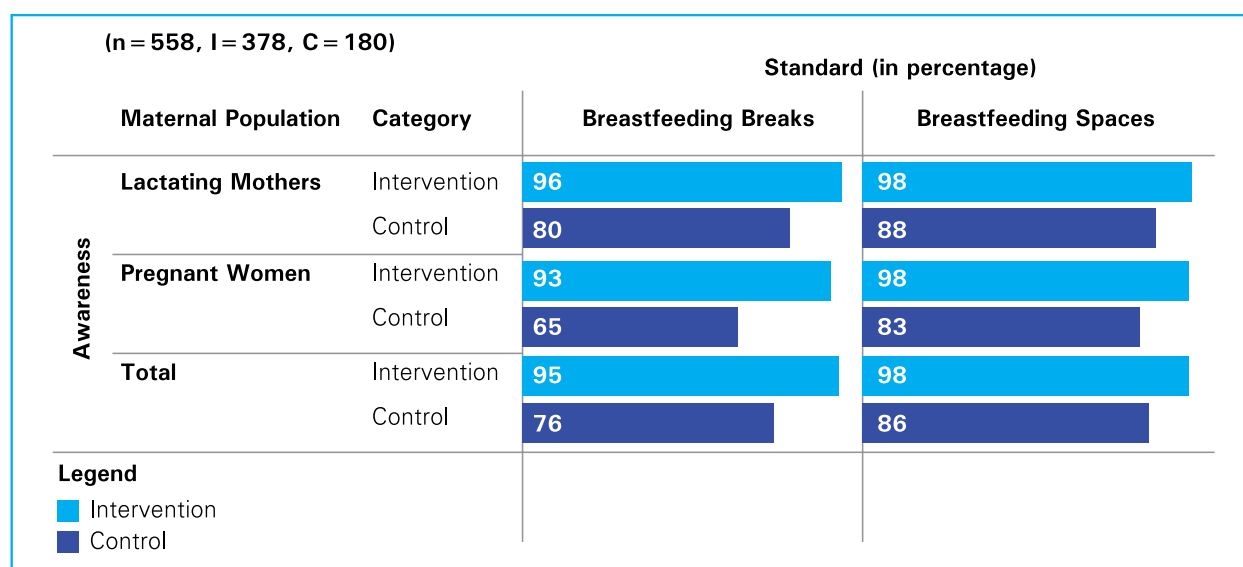 (n=558, I=378, C=180)
Standard (in percentage)
Maternal Population Category Breastfeeding Breaks Breastfeeding Spaces
Awareness
Lactating Mothers Intervention 96 98
Control 80 88
Pregnant Women Intervention 93 98
Control 65 83
Total Intervention 95 98
Control 76 86
Legend
Intervention
Control